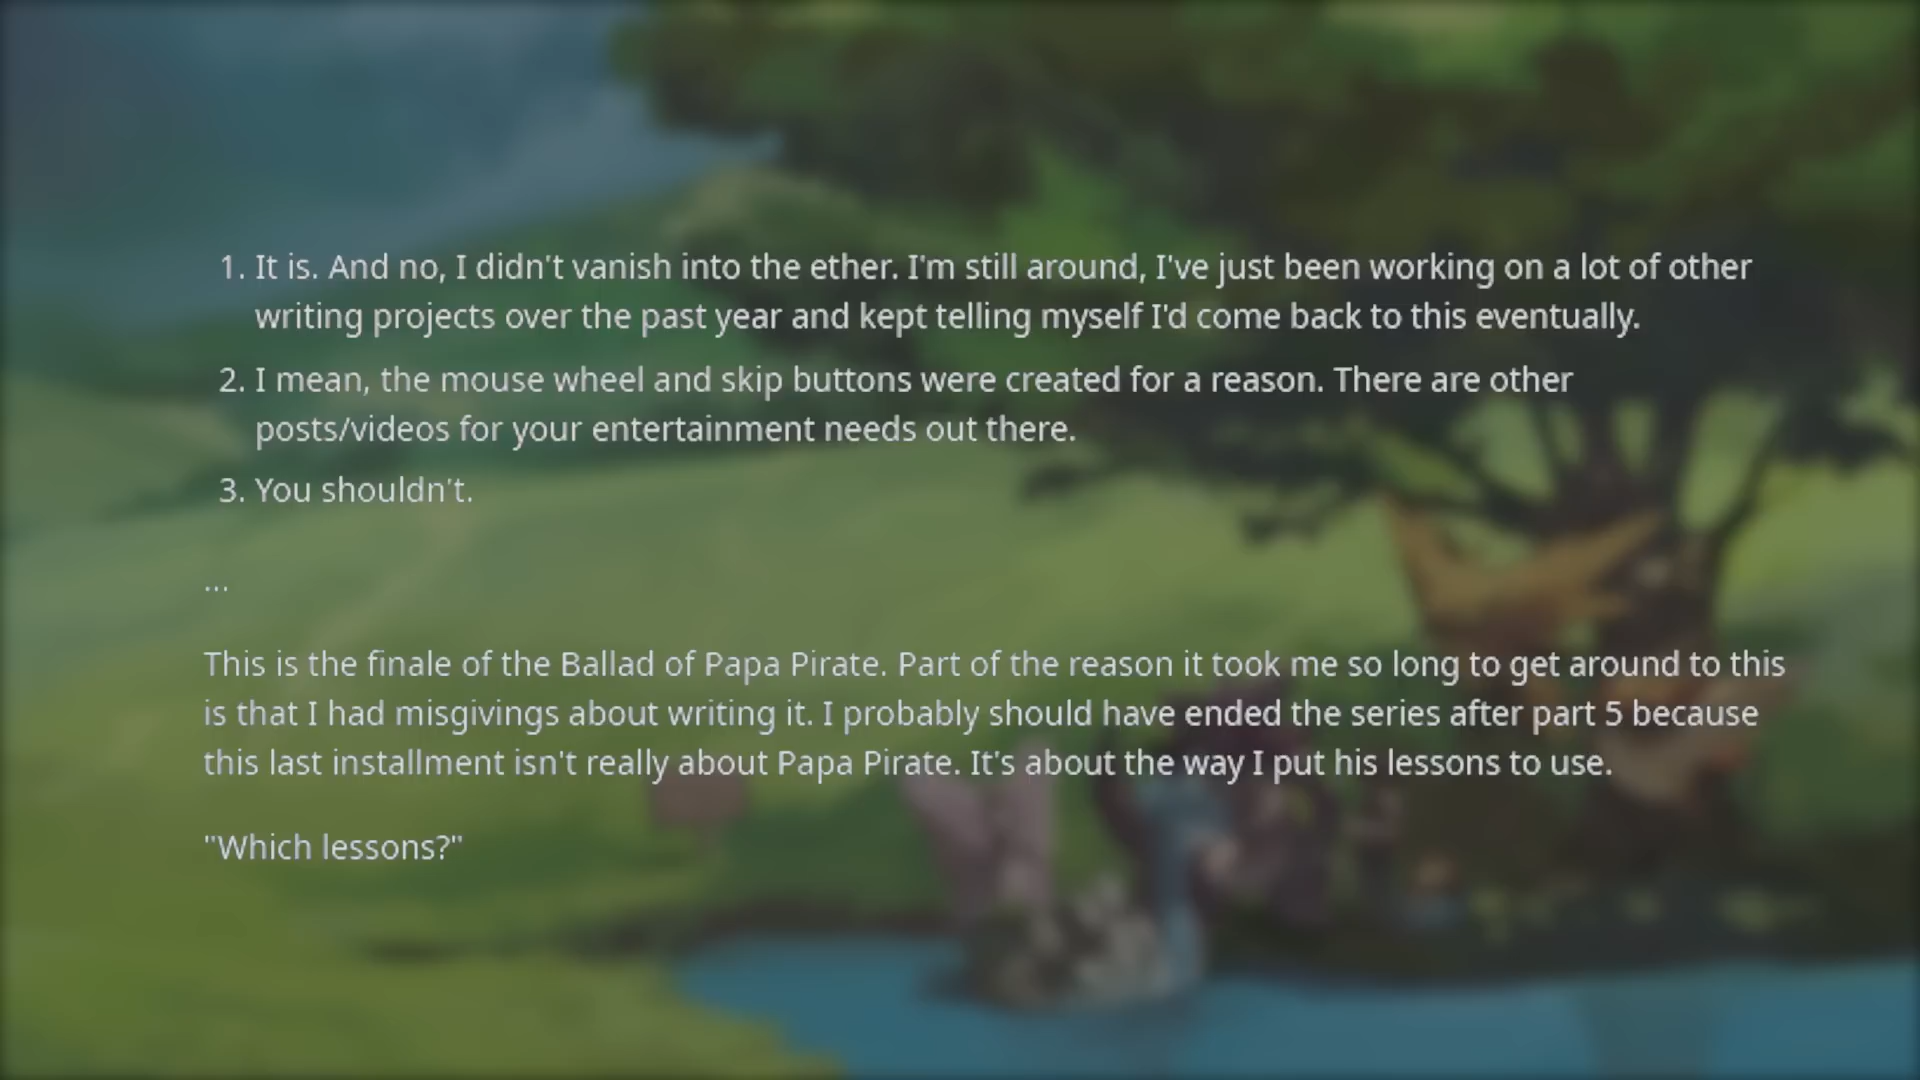 1. It is. And no, I didn't vanish into the ether. I'm still around, I've just been working on a lot of other
writing projects over the past year and kept telling myself I'd come back to this eventually.
2. I mean, the mouse wheel and skip buttons were created for a reason. There are other
posts/videos for your entertainment needs out there.
3. You shouldn't.
...
This is the finale of the Ballad of Papa Pirate. Part of the reason it took me so long to get around to this
is that I had misgivings about writing it. I probably should have ended the series after part 5 because
this last installment isn't really about Papa Pirate. It's about the way I put his lessons to use.
"Which lessons?"